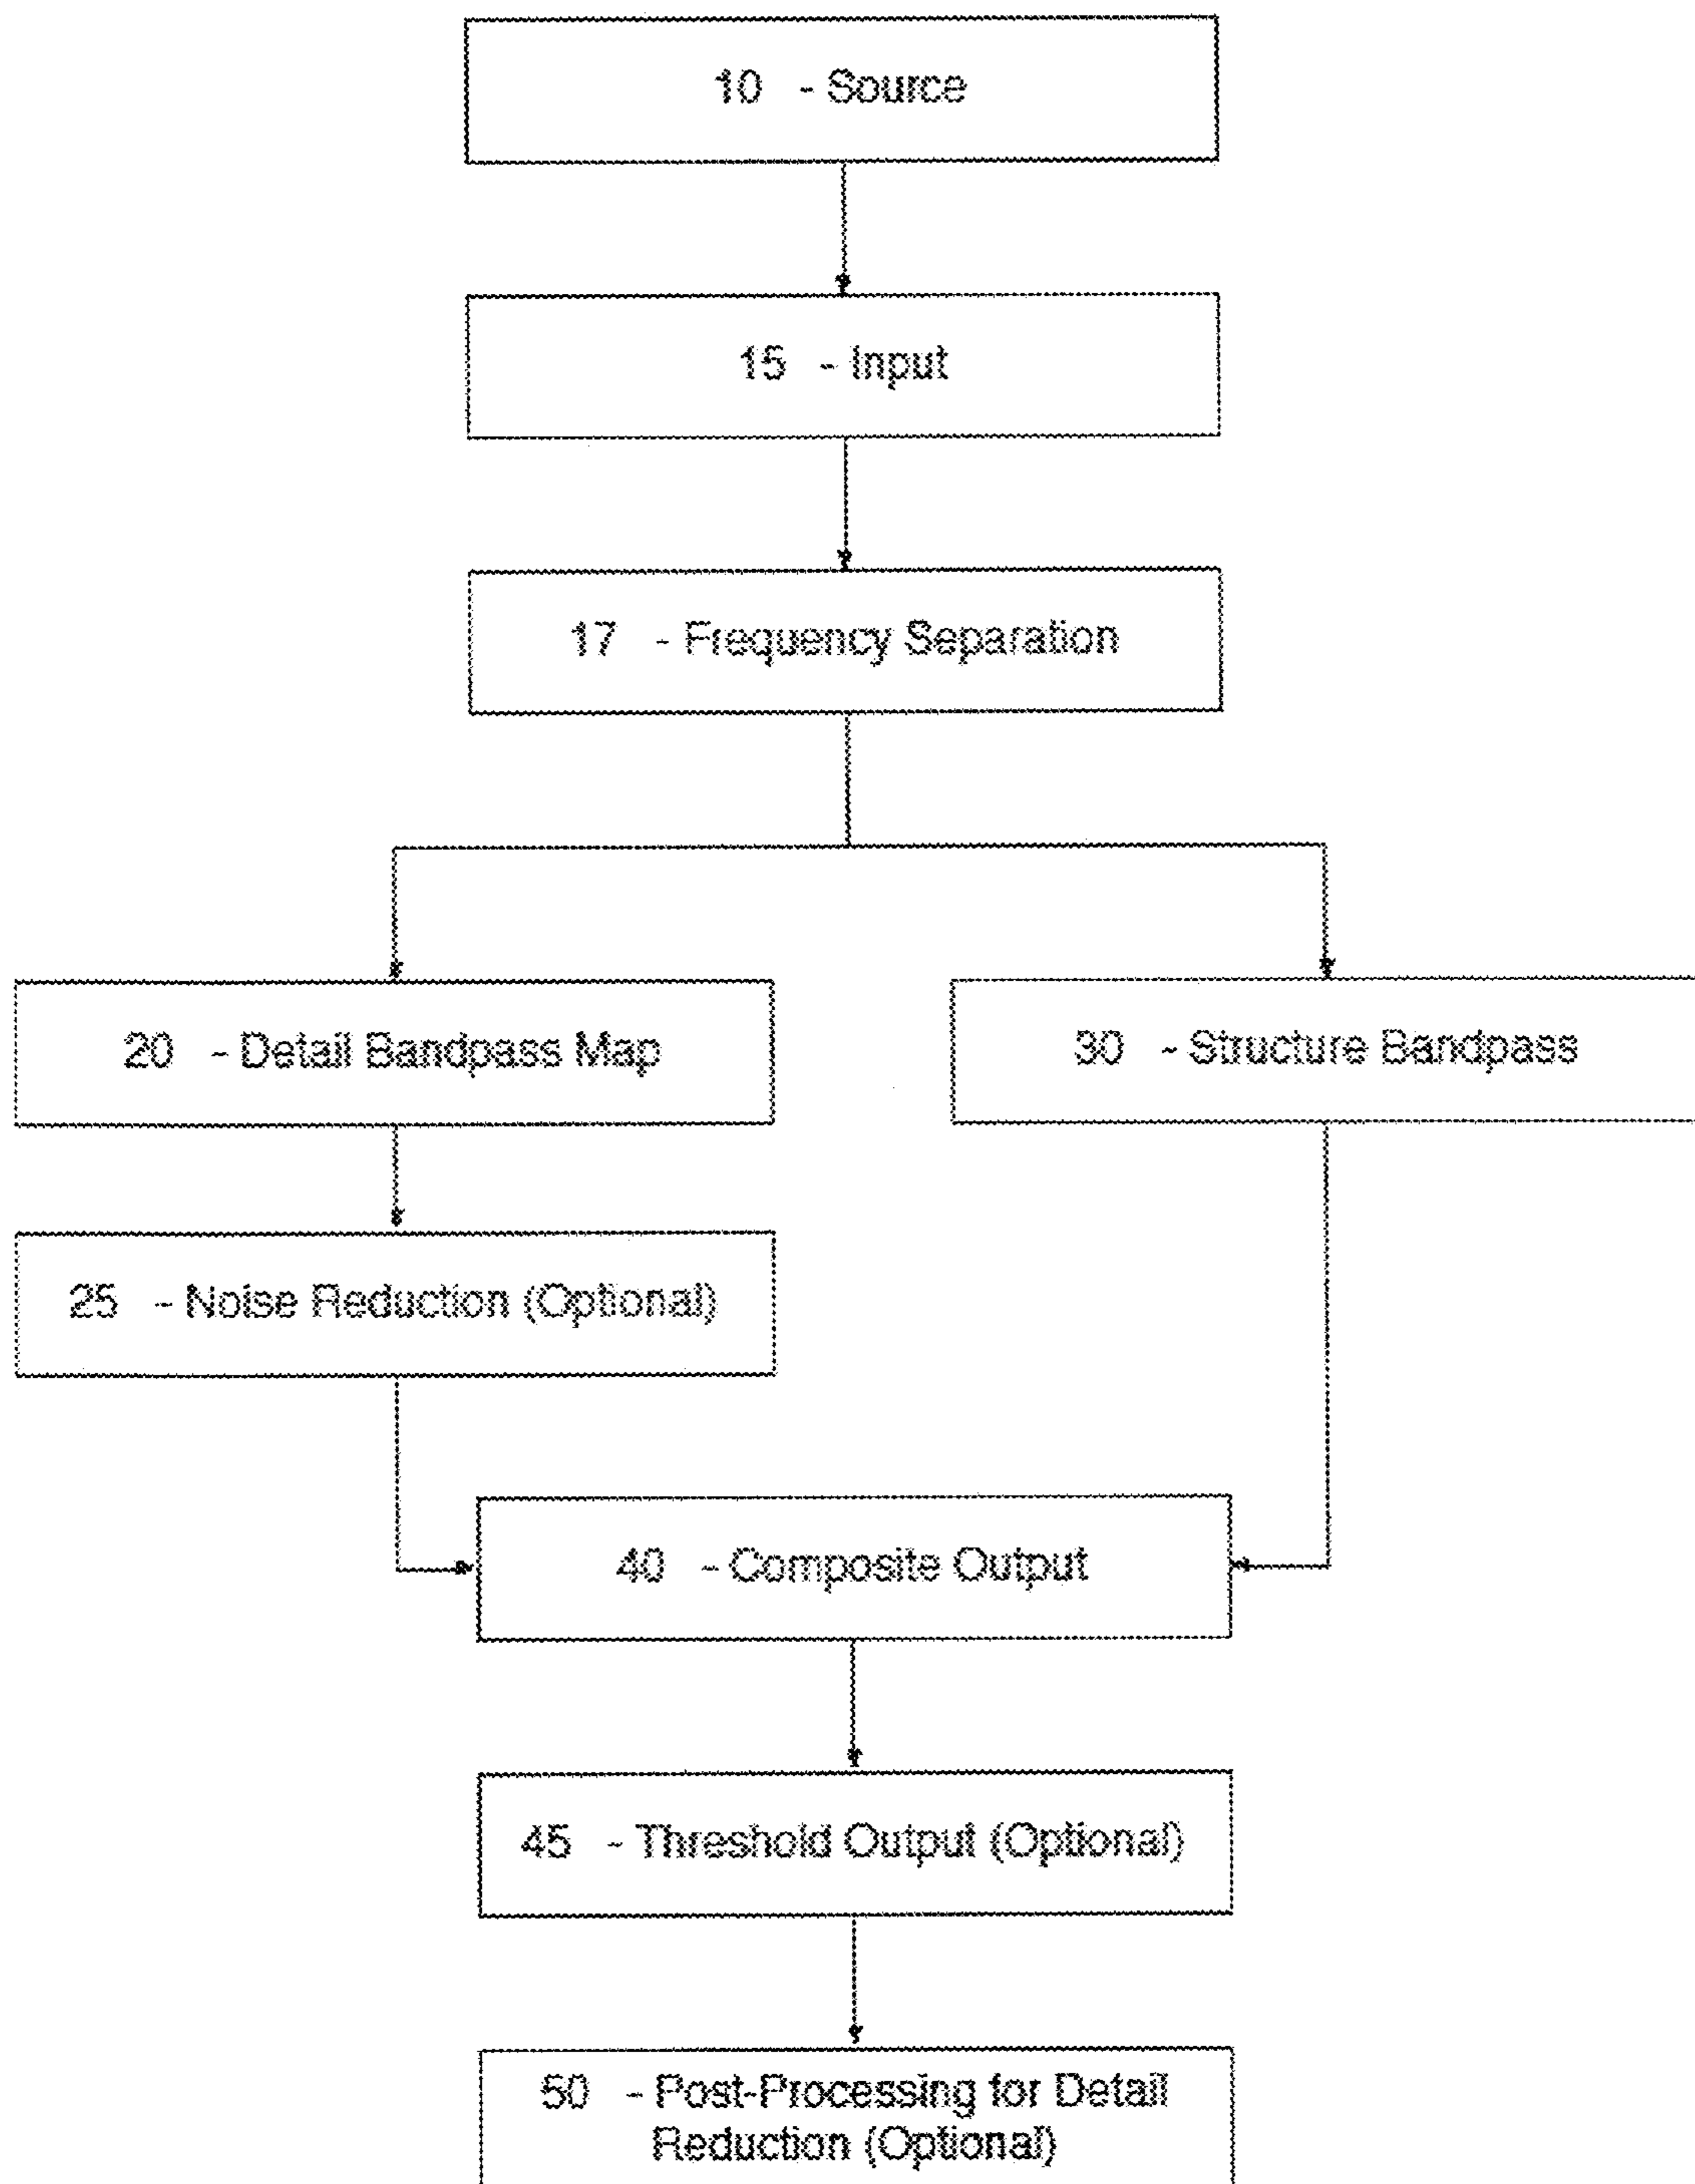 10 - Source
15 - Input
17 - Frequency Separation
20 - Detail Bandpass Map
30 - Structure Bandpass
25 - Noise Reduction (Optional)
40 - Composite Output
45 - Threshold Output (Optional)
50 - Post-Processing for Detail
Reduction (Optional)